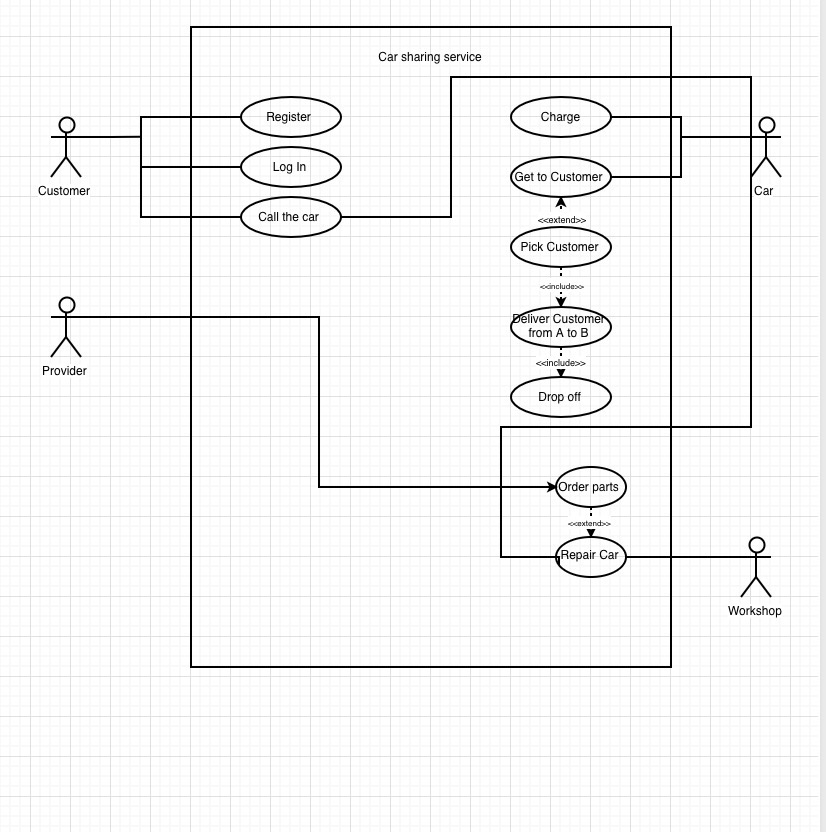 Car sharing service
Register
Charge
Log In
Get to Customer
Customer
Car
Call the car
<<extend>>
Pick Customer
<<include>>
Deliver Customer
from A to B
<<include>>
Provider
Drop off
Order parts
<<extend>>
Repair Car
Workshop